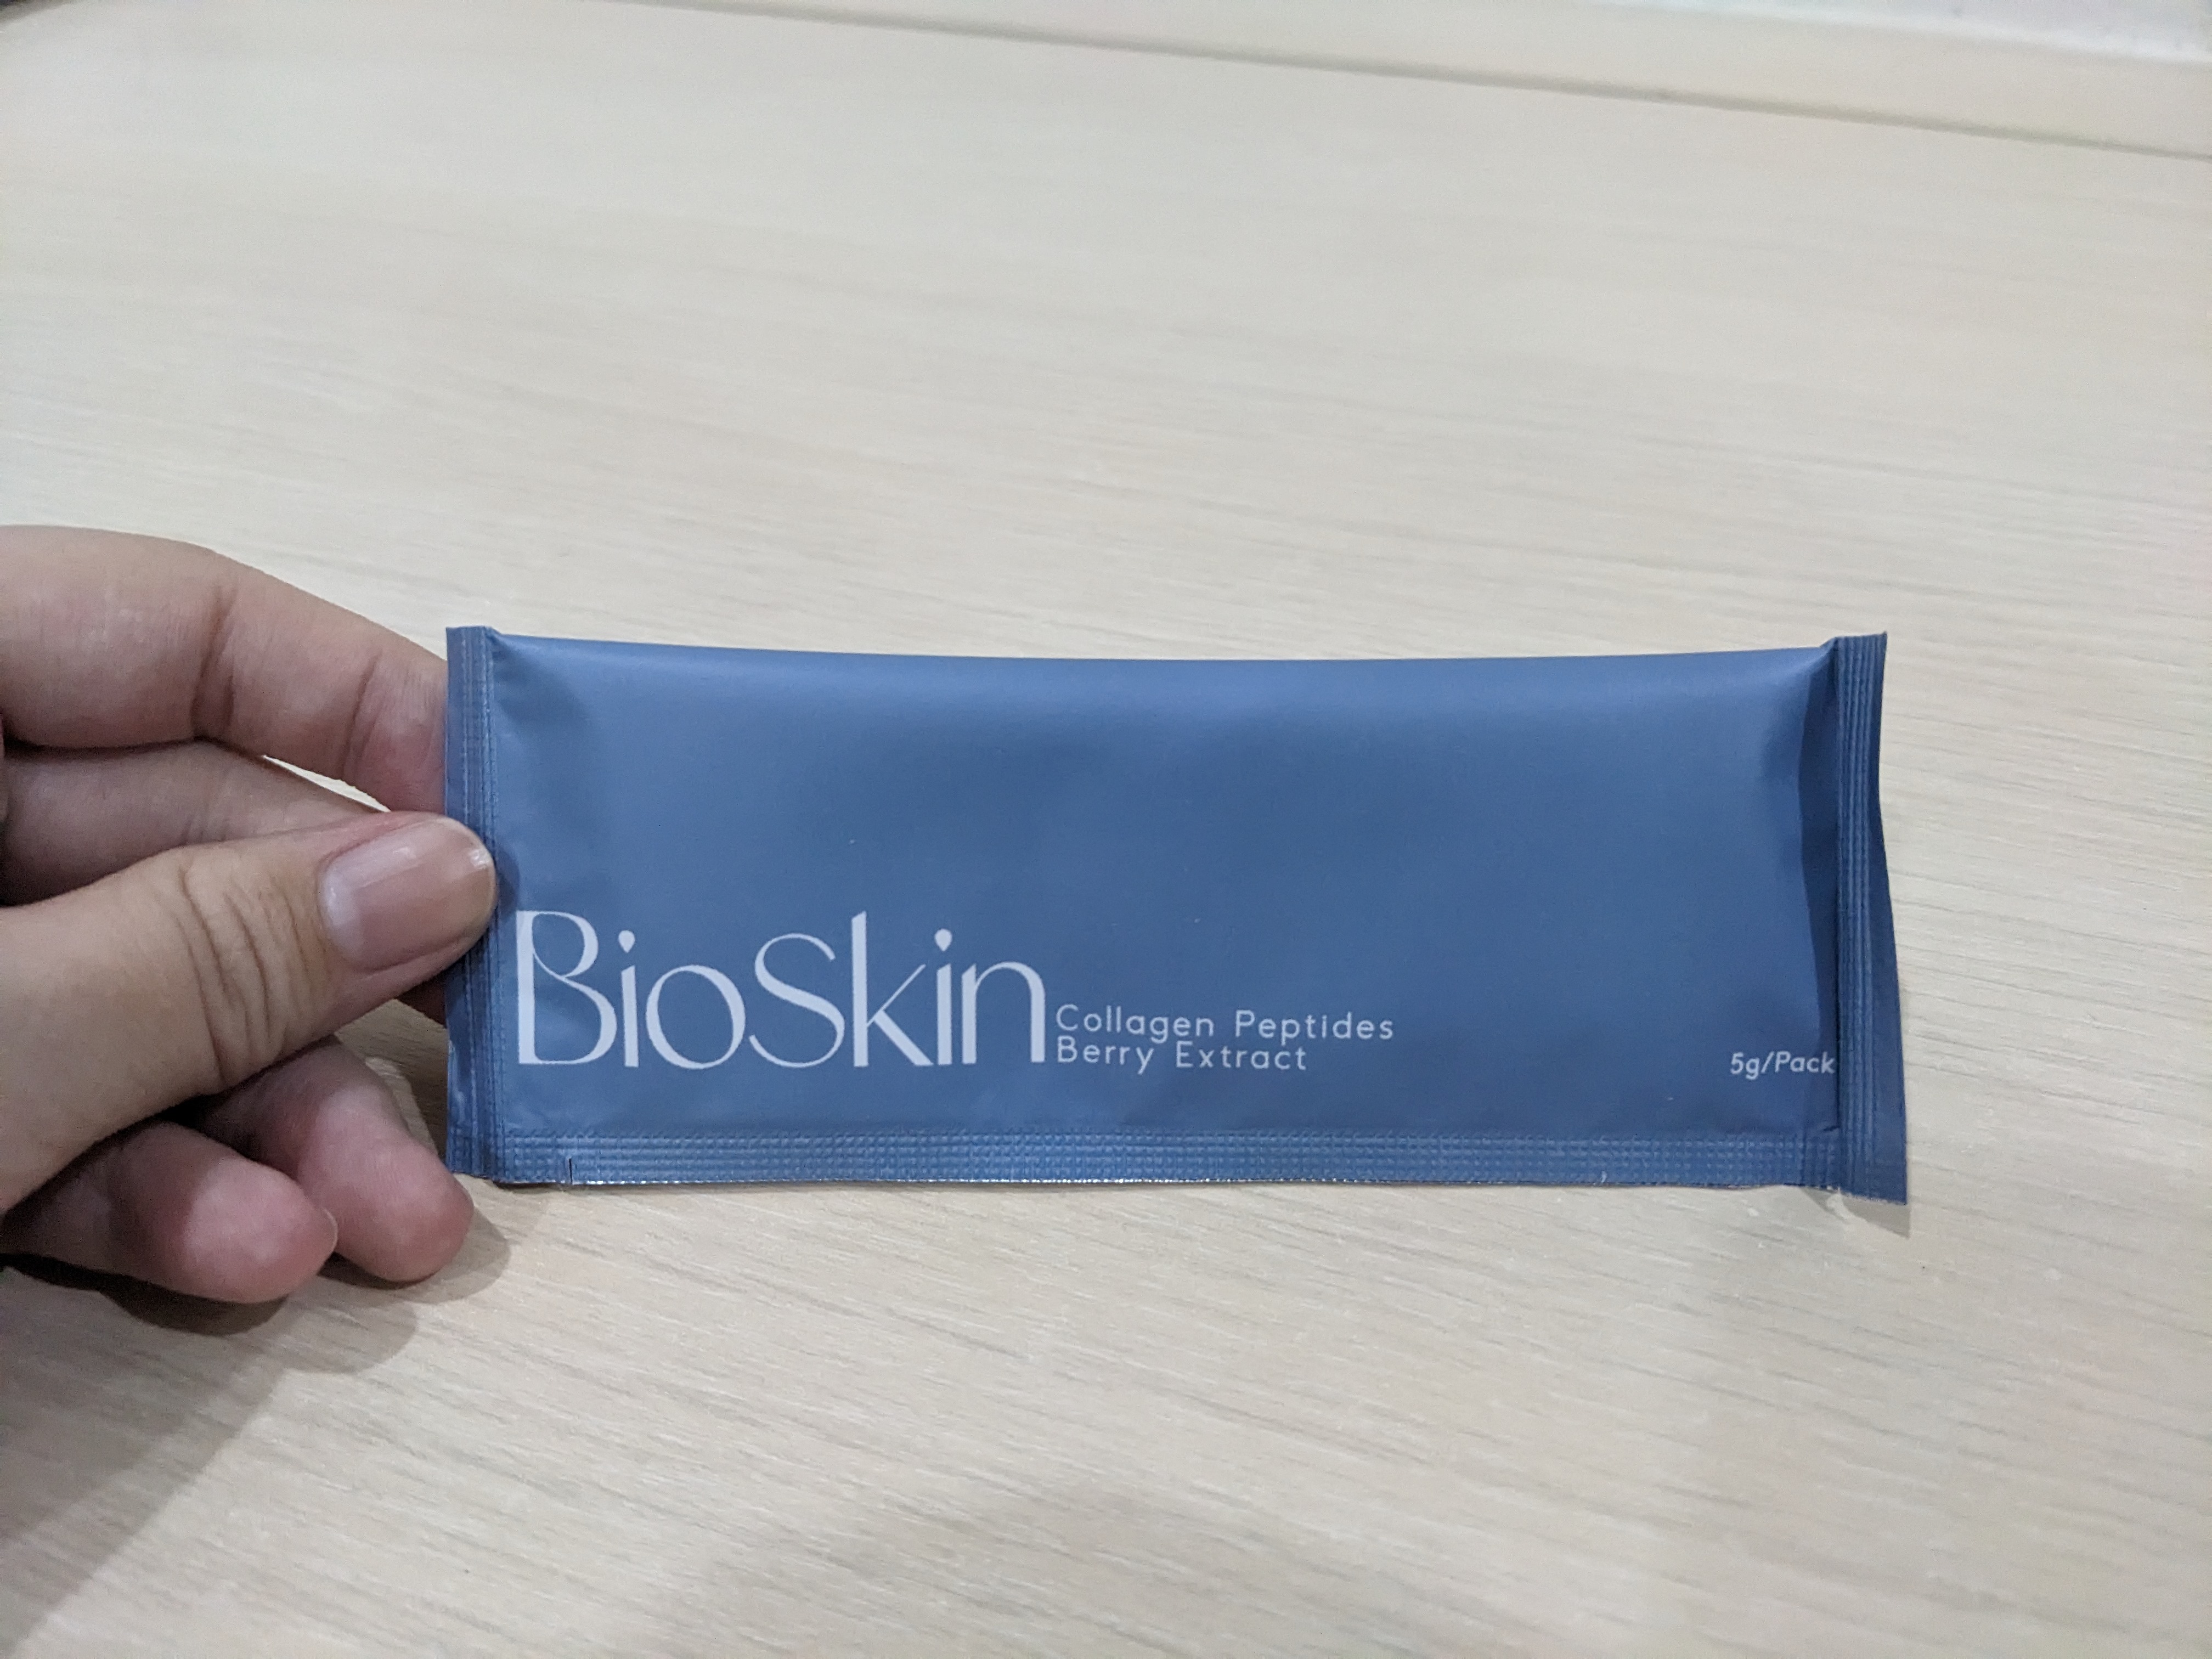 BioSkin
Collagen Peptides
Berry Extract
5g/Pack